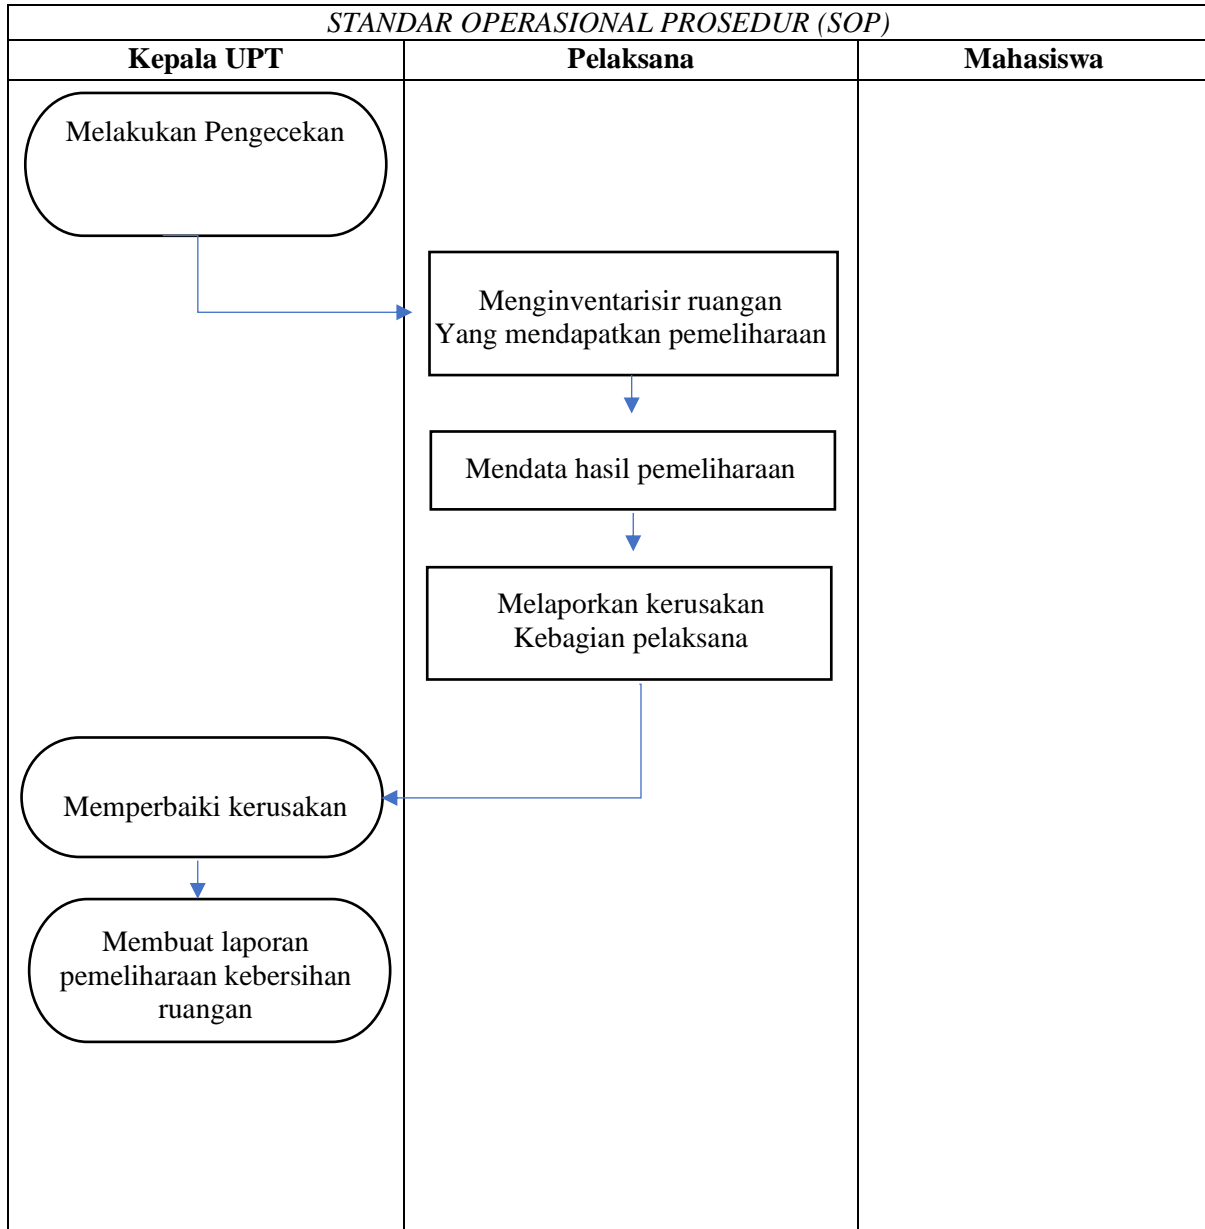 STANDAR OPERASIONAL PROSEDUR (SOP)
Kepala UPT
Pelaksana
Mahasiswa
Melakukan Pengecekan
Menginventarisir ruangan
Yang mendapatkan pemeliharaan
Mendata hasil pemeliharaan
Melaporkan kerusakan
Kebagian pelaksana
Memperbaiki kerusakan
Membuat laporan
pemeliharaan kebersihan
ruangan